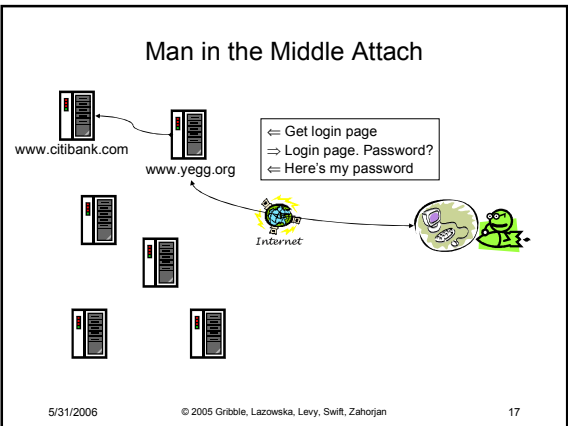 Man in the Middle Attach
www.citibank.com
www.yegg.org
⇐ Get login page
⇒ Login page. Password?
⇐ Here's my password
Internet
5/31/2006
© 2005 Gribble, Lazowska, Levy, Swift, Zahorjan
17